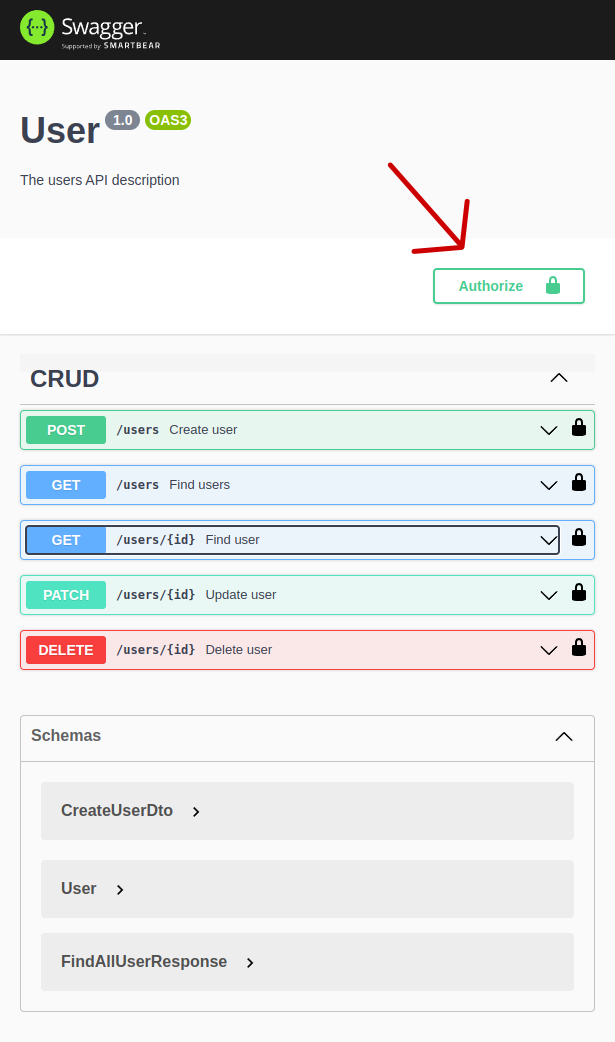 {···} Swagger
Supported by SMARTBEAR
User 1.0 OAS3
The users API description
Authorize
CRUD
POST /users Create user
GET /users Find users
GET /users/{id} Find user
PATCH /users/{id} Update user
DELETE /users/{id} Delete user
Schemas
CreateUserDto
User
FindAllUserResponse